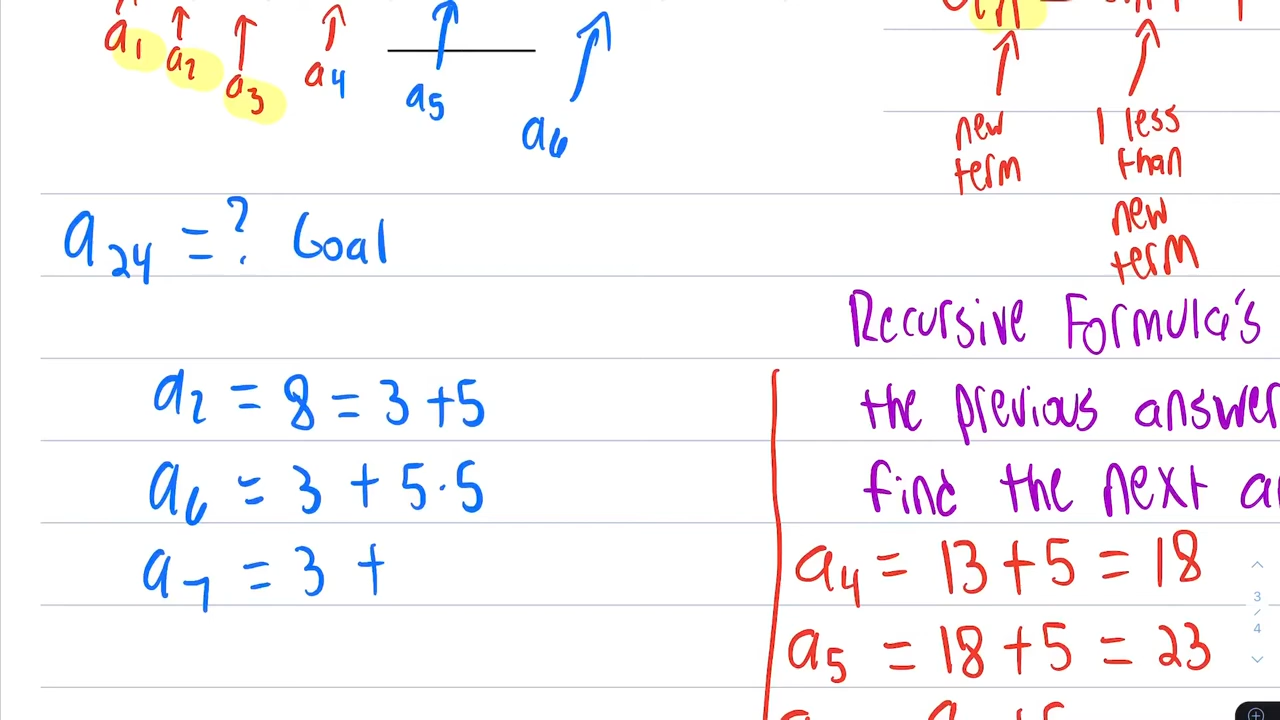 a1 a2 a3 a4 a5 a6
new term
1 less than new term
a24 = ? Goal
Recursive Formula's
the previous answer
find the next
a2 = 8 = 3 + 5
a6 = 3 + 5·5
a7 = 3 +
a4 = 13 + 5 = 18
a5 = 18 + 5 = 23
3
/
4